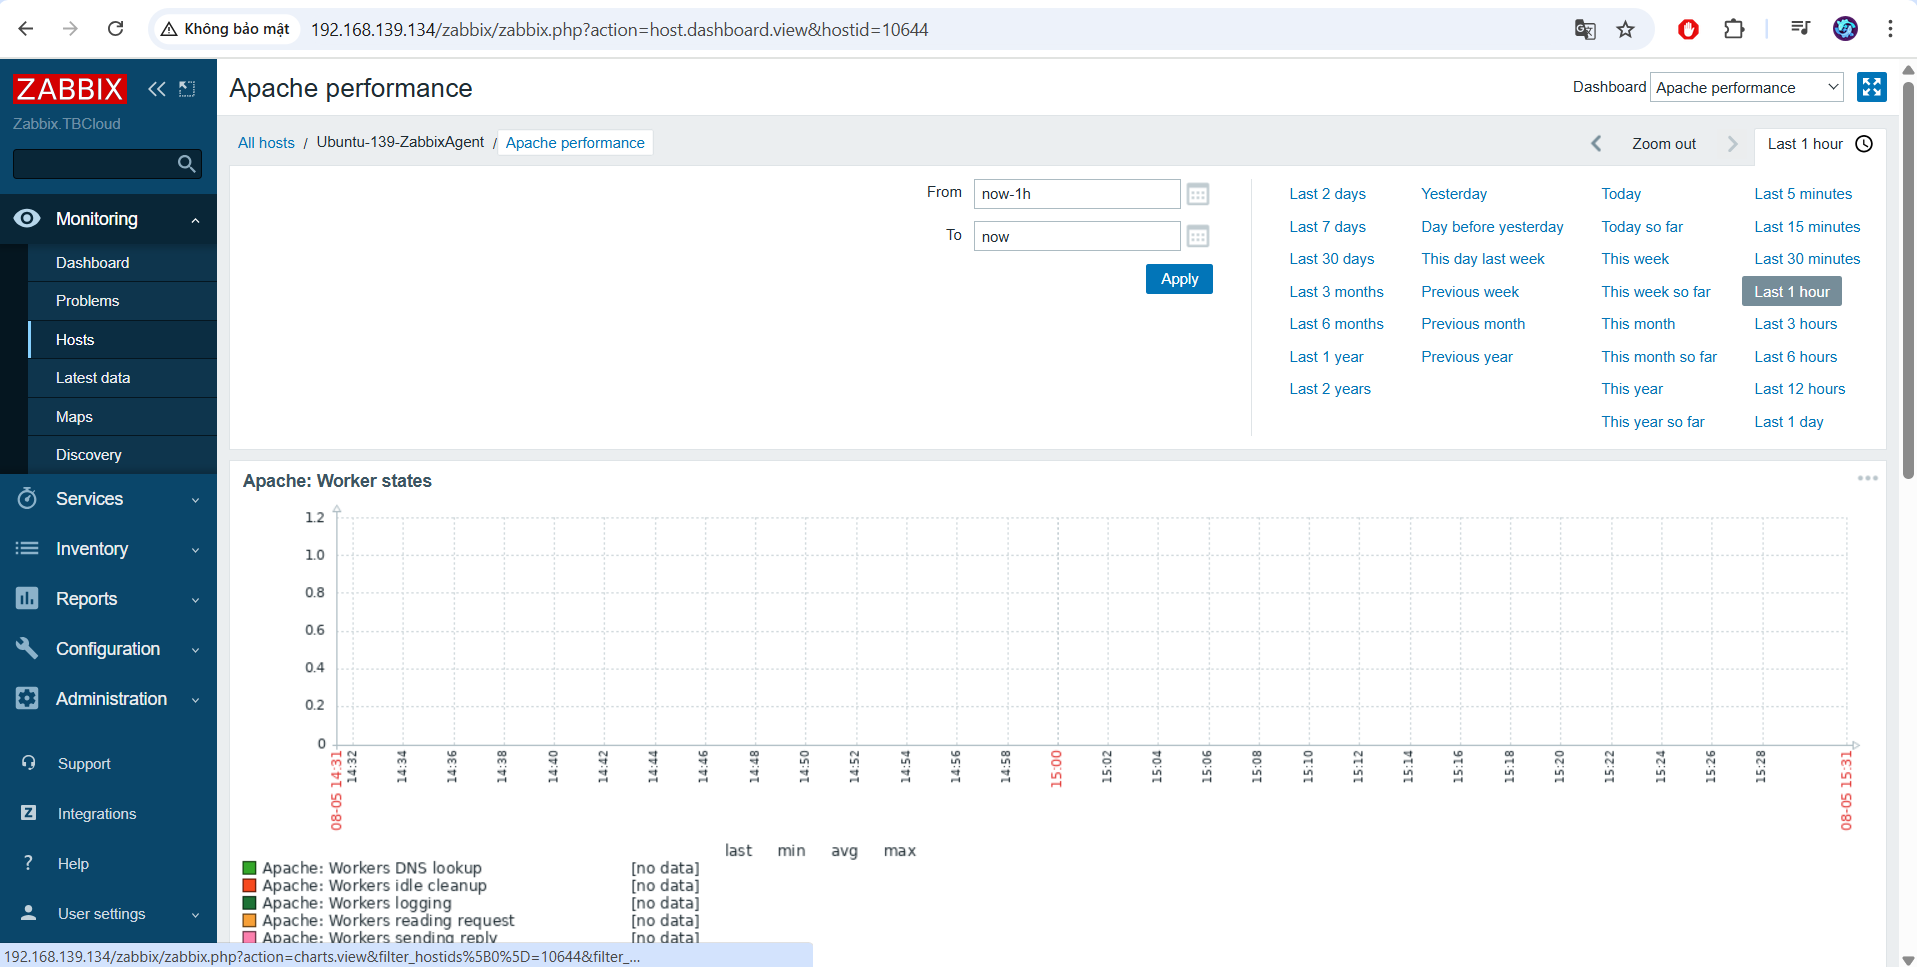 Không bảo mật
192.168.139.134/zabbix/zabbix.php?action=host.dashboard.view&hostid=10644
ZABBIX
Zabbix.TBCloud
Monitoring
Dashboard
Problems
Hosts
Latest data
Maps
Discovery
Services
Inventory
Reports
Configuration
Administration
Support
Z Integrations
? Help
User settings
Apache performance
Dashboard Apache performance
All hosts / Ubuntu-139-ZabbixAgent / Apache performance
Zoom out
Last 1 hour
From now-1h
To now
Apply
Last 2 days Yesterday Today Last 5 minutes
Last 7 days Day before yesterday Today so far Last 15 minutes
Last 30 days This day last week This week Last 30 minutes
Last 3 months Previous week This week so far Last 1 hour
Last 6 months Previous month This month Last 3 hours
Last 1 year Previous year This month so far Last 6 hours
Last 2 years This year Last 12 hours
This year so far Last 1 day
Apache: Worker states
1.2
1.0
0.8
0.6
0.4
0.2
0
08-05 14:31 14:32 14:34 14:36 14:38 14:40 14:42 14:44 14:46 14:48 14:50 14:52 14:54 14:56 14:58 15:00 15:02 15:04 15:06 15:08 15:10 15:12 15:14 15:16 15:18 15:20 15:22 15:24 15:26 15:28 08-05 15:31
last min avg max
Apache: Workers DNS lookup [no data]
Apache: Workers idle cleanup [no data]
Apache: Workers logging [no data]
Apache: Workers reading request [no data]
Apache: Workers sending reply [no data]
192.168.139.134/zabbix/zabbix.php?action=charts.view&filter_hostids%5B0%5D=10644&filter_...